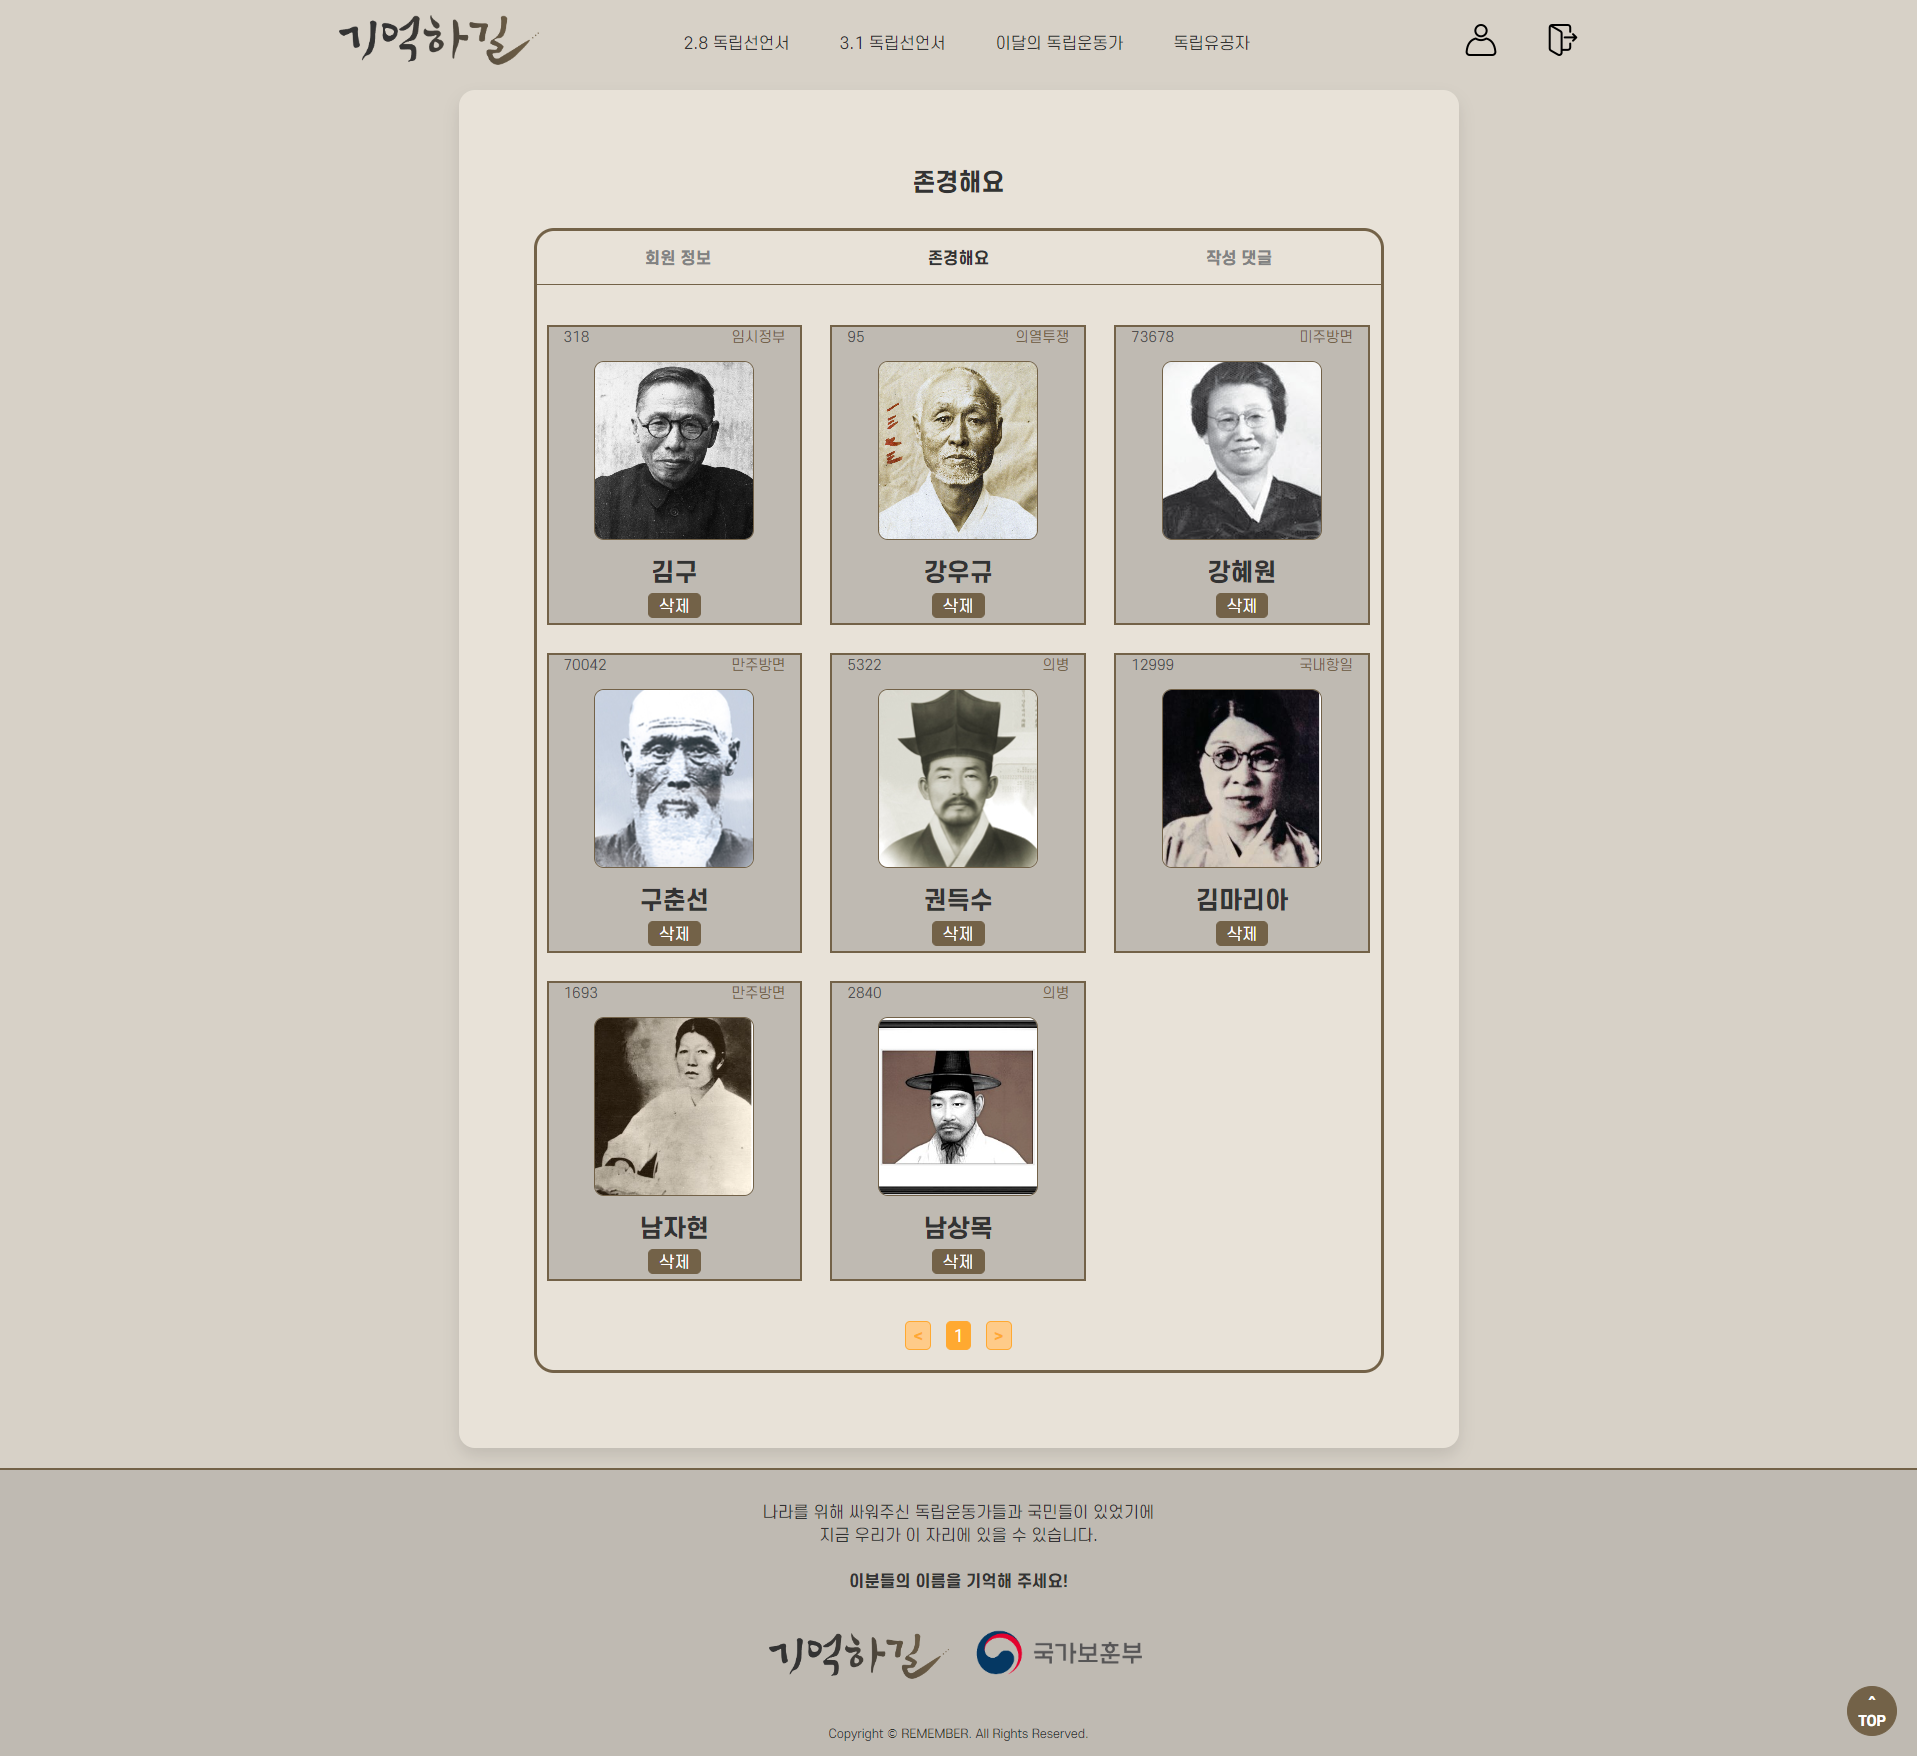 기억하길
2.8 독립선언서 3.1 독립선언서 이달의 독립운동가 독립유공자
존경해요
회원 정보 존경해요 작성 댓글
318 임시정부
김구
삭제
95 의열투쟁
강우규
삭제
73678 미주방면
강혜원
삭제
70042 만주방면
구춘선
삭제
5322 의병
권득수
삭제
12999 국내항일
김마리아
삭제
1693 만주방면
남자현
삭제
2840 의병
남상목
삭제
< 1 >
나라를 위해 싸워주신 독립운동가들과 국민들이 있었기에
지금 우리가 이 자리에 있을 수 있습니다.
이분들의 이름을 기억해 주세요!
기억하길 국가보훈부
Copyright © REMEMBER. All Rights Reserved.
^
TOP